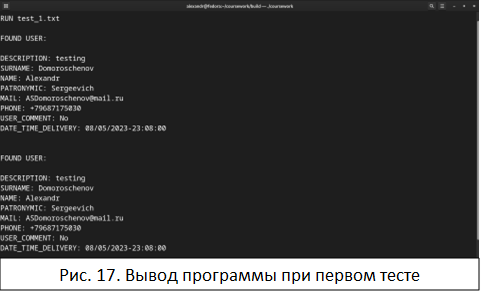 alexandr@fedora:~/coursework/build — ./coursework
RUN test_1.txt
FOUND USER:
DESCRIPTION: testing
SURNAME: Domoroschenov
NAME: Alexandr
PATRONYMIC: Sergeevich
MAIL: ASDomoroschenov@mail.ru
PHONE: +79687175030
USER_COMMENT: No
DATE_TIME_DELIVERY: 08/05/2023-23:08:00
FOUND USER:
DESCRIPTION: testing
SURNAME: Domoroschenov
NAME: Alexandr
PATRONYMIC: Sergeevich
MAIL: ASDomoroschenov@mail.ru
PHONE: +79687175030
USER_COMMENT: No
DATE_TIME_DELIVERY: 08/05/2023-23:08:00
Рис. 17. Вывод программы при первом тесте